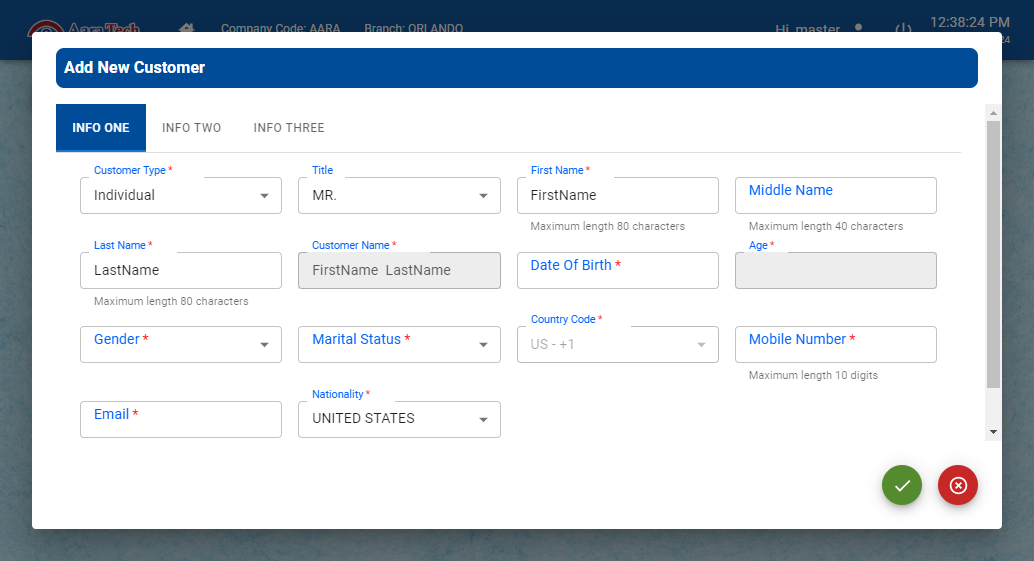 AaraTech
Company Code: AARA
Branch: ORLANDO
Hi, master
12:38:24 PM
Add New Customer
INFO ONE
INFO TWO
INFO THREE
Customer Type *
Title
First Name *
Individual
MR.
FirstName
Middle Name
Maximum length 80 characters
Maximum length 40 characters
Last Name *
Customer Name *
Age *
LastName
FirstName LastName
Date Of Birth *
Maximum length 80 characters
Country Code *
Gender *
Marital Status *
US - +1
Mobile Number *
Maximum length 10 digits
Nationality *
Email *
UNITED STATES